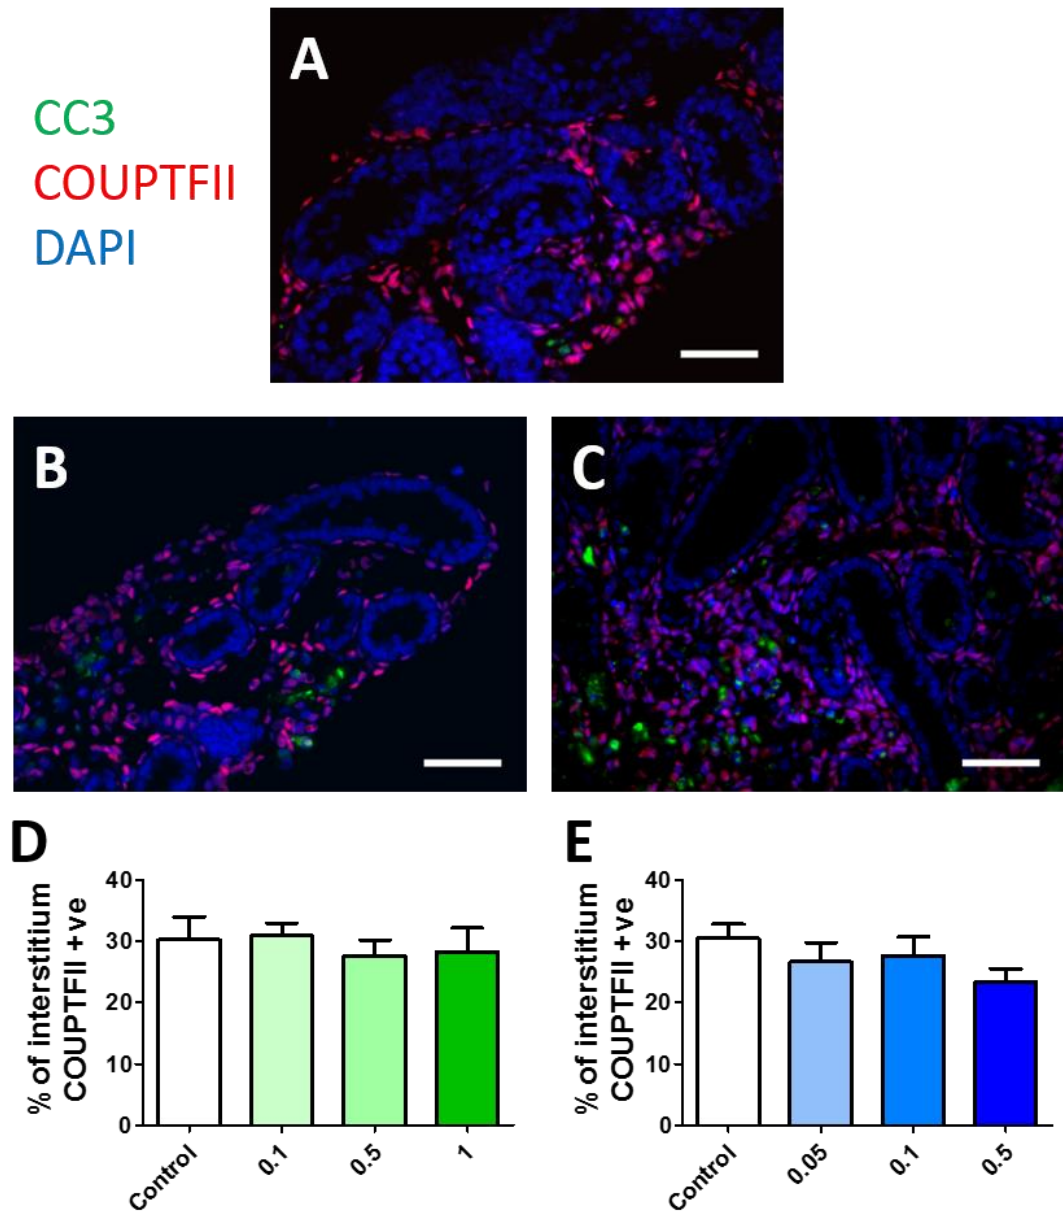 A
CC3
COUPTFII
DAPI
B
C
D
E
% of interstitium
COUPTFII +ve
40
30
20
10
0
Control
0.1
0.5
1
% of interstitium
COUPTFII +ve
40
30
20
10
0
Control
0.05
0.1
0.5